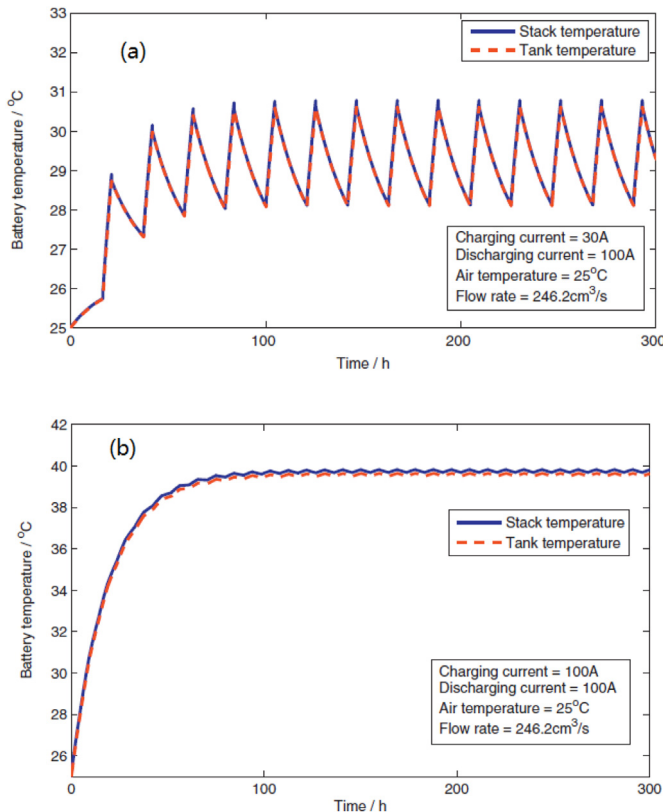 33
32
31
30
29
28
27
26
25
(a)
Stack temperature
Tank temperature
Battery temperature / °C
Charging current = 30A
Discharging current = 100A
Air temperature = 25°C
Flow rate = 246.2cm³/s
0 100 200 300
Time / h
42
40
38
36
34
32
30
28
26
(b)
Stack temperature
Tank temperature
Battery temperature / °C
Charging current = 100A
Discharging current = 100A
Air temperature = 25°C
Flow rate = 246.2cm³/s
0 100 200 300
Time / h